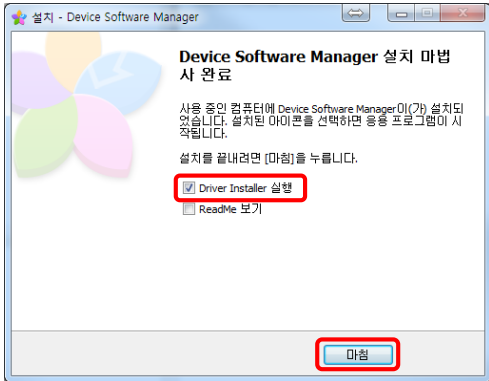 설치 - Device Software Manager
Device Software Manager 설치 마법
사 완료
사용 중인 컴퓨터에 Device Software Manager이(가) 설치되
었습니다. 설치된 아이콘을 선택하면 응용 프로그램이 시
작됩니다.
설치를 끝내려면 [마침]을 누릅니다.
Driver Installer 실행
ReadMe 보기
마침